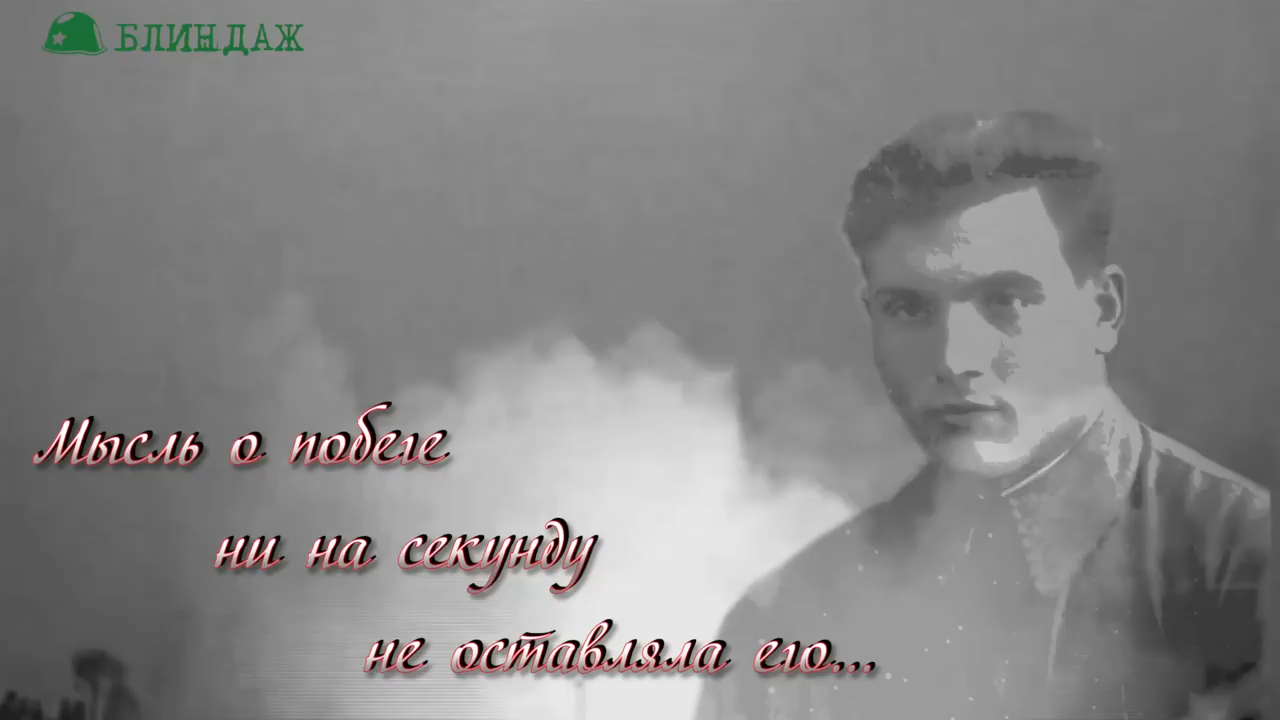 БЛИНДАЖ
Мысль о побеге
ни на секунду
не оставляла его...